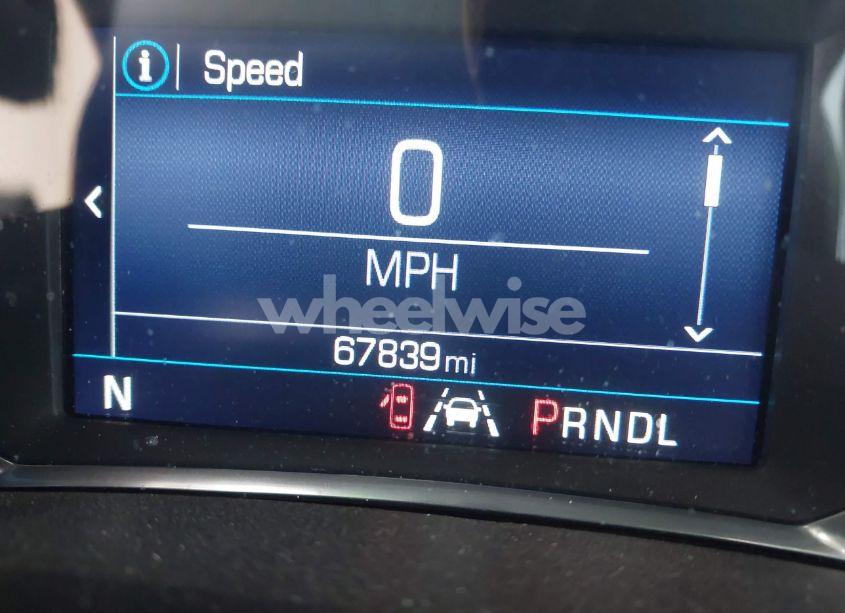 i Speed
0
MPH
wheelwise
67839 mi
N PRNDL